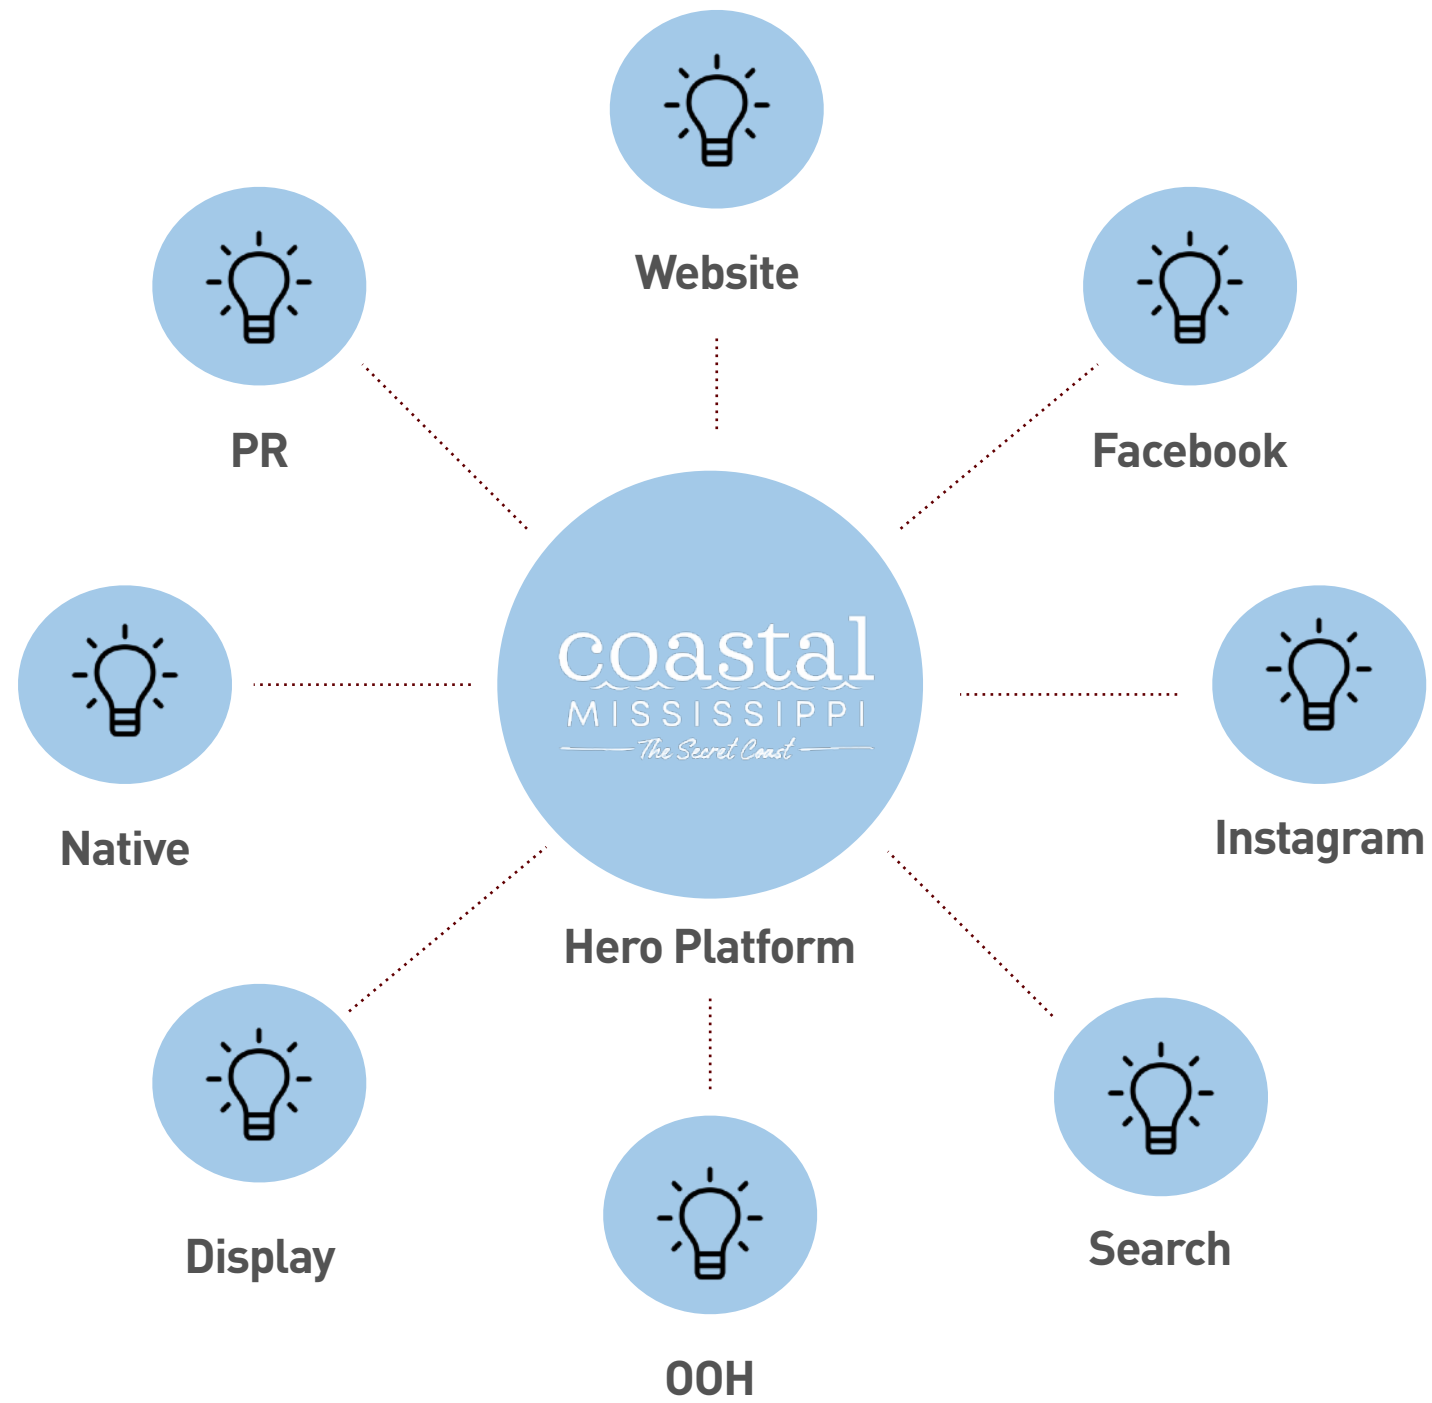 Website
PR
Facebook
coastal
MISSISSIPPI
The Secret Coast
Native
Instagram
Hero Platform
Display
Search
OOH